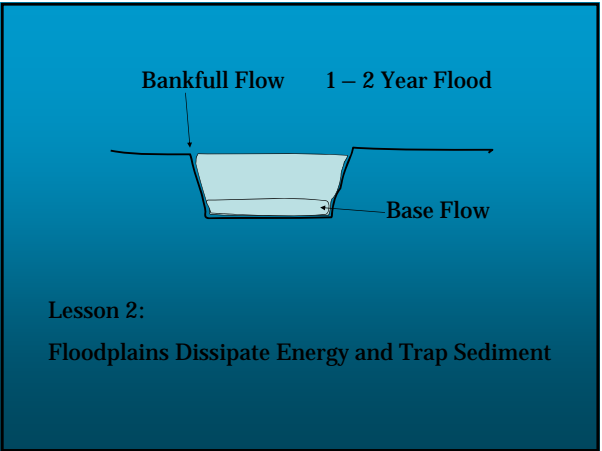 Bankfull Flow 1 – 2 Year Flood
Base Flow
Lesson 2:
Floodplains Dissipate Energy and Trap Sediment